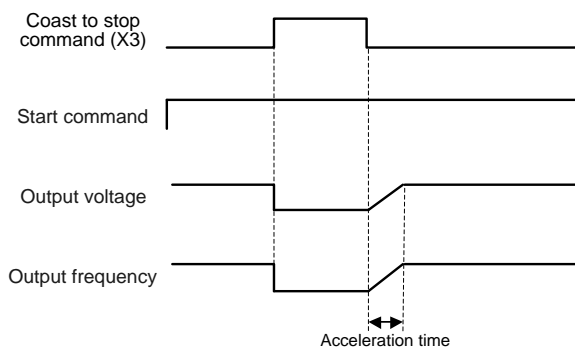 Coast to stop
command (X3)
Start command
Output voltage
Output frequency
Acceleration time